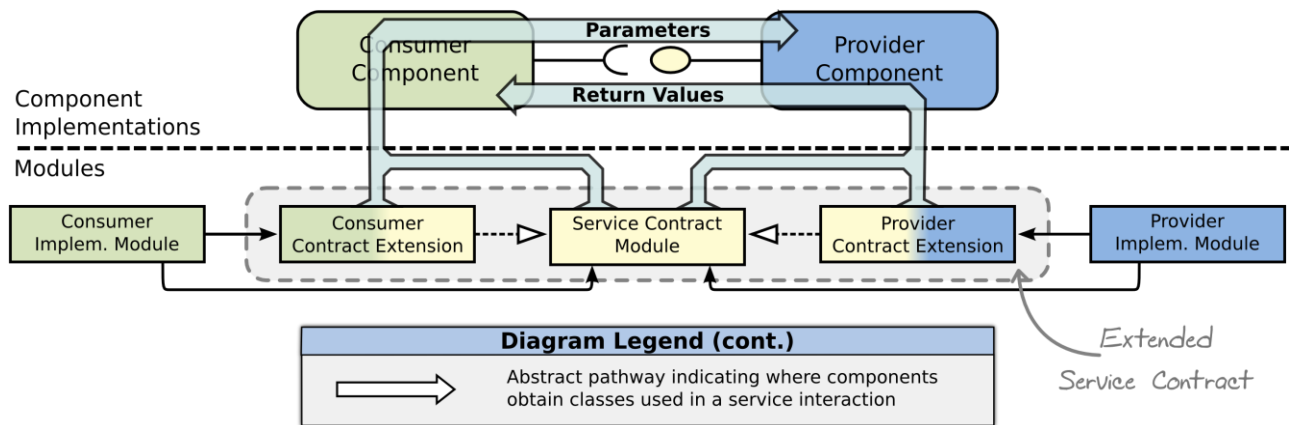 Parameters
Consumer
Component
Provider
Component
Return Values
Component
Implementations
Modules
Consumer
Implem. Module
Consumer
Contract Extension
Service Contract
Module
Provider
Contract Extension
Provider
Implem. Module
Extended
Service Contract
Diagram Legend (cont.)
Abstract pathway indicating where components
obtain classes used in a service interaction